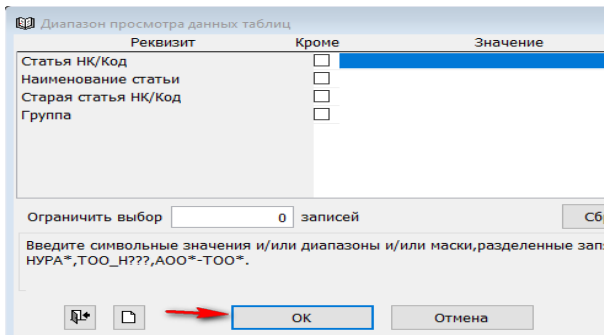 Диапазон просмотра данных таблиц
Реквизит Кроме Значение
Статья НК/Код
Наименование статьи
Старая статья НК/Код
Группа
Ограничить выбор 0 записей Сб
Введите символьные значения и/или диапазоны и/или маски,разделенные
НУРА*,ТОО_Н???,АОО*-ТОО*.
ОК Отмена